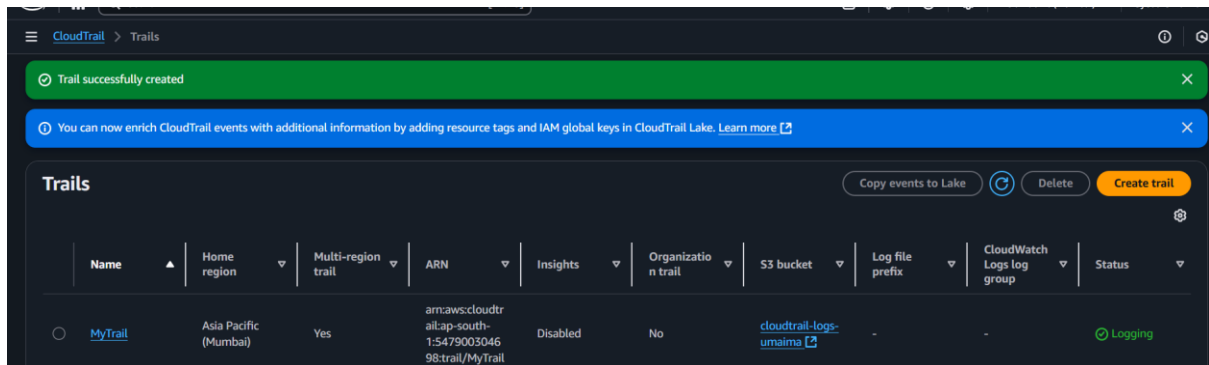 CloudTrail > Trails
Trail successfully created
You can now enrich CloudTrail events with additional information by adding resource tags and IAM global keys in CloudTrail Lake. Learn more
Trails
Copy events to Lake
Delete
Create trail
Name
Home region
Multi-region trail
ARN
Insights
Organizatio
n trail
S3 bucket
Log file
prefix
CloudWatch
Logs log
group
Status
MyTrail
Asia Pacific
(Mumbai)
Yes
arn:aws:cloudtr
ail:ap-south-
1:5479003046
98:trail/MyTrail
Disabled
No
cloudtrail-logs-
umaima
-
-
Logging